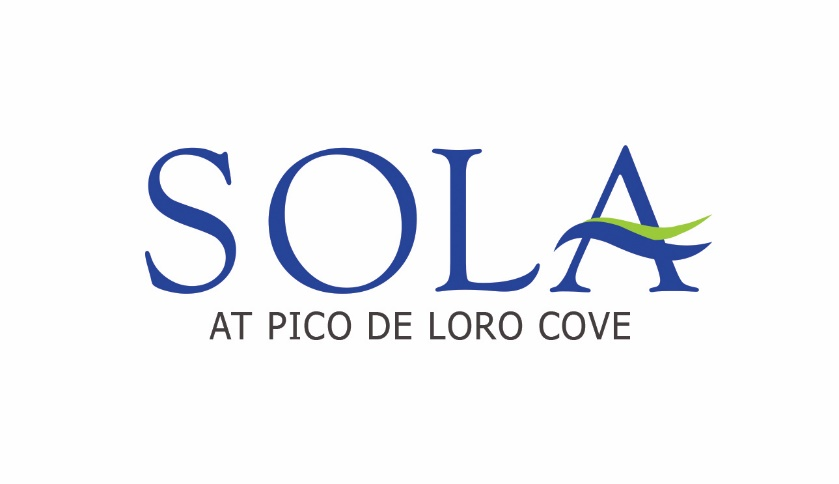 SOLA
AT PICO DE LORO COVE